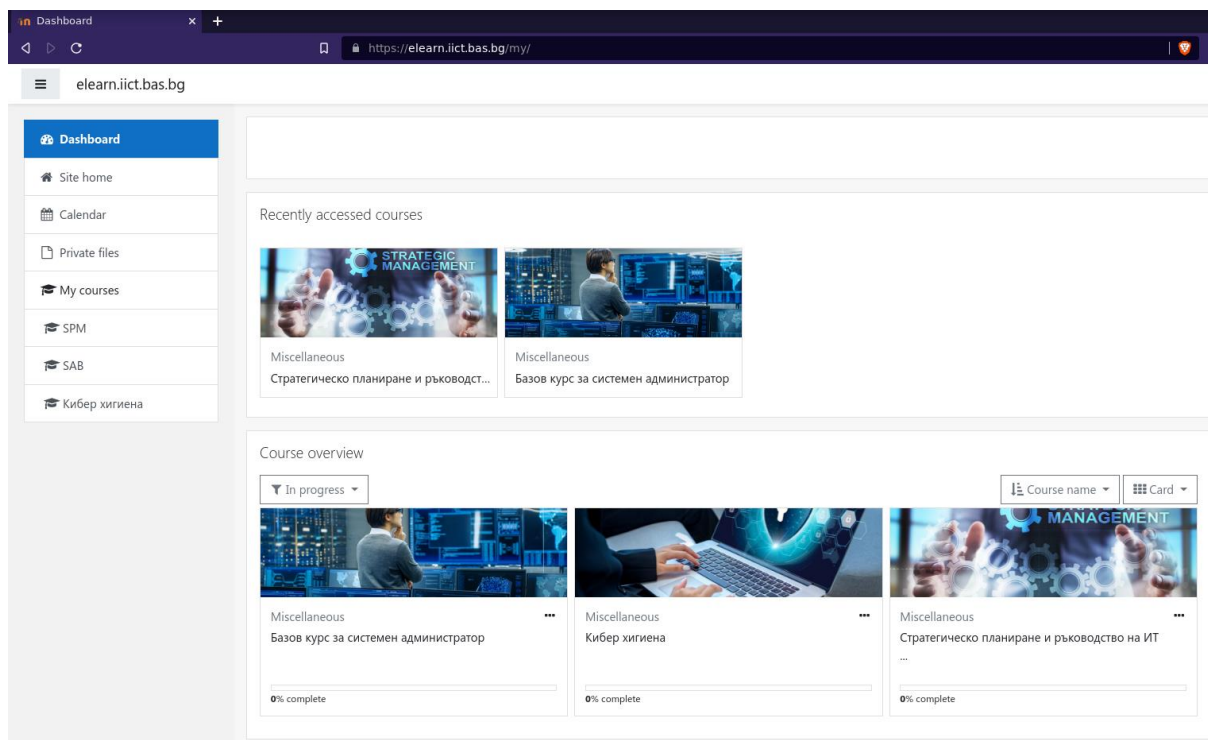 Dashboard
https://elearn.iict.bas.bg/my/
elearn.iict.bas.bg
Dashboard
Site home
Calendar
Private files
My courses
SPM
SAB
Кибер хигиена
Recently accessed courses
STRATEGIC
MANAGEMENT
Miscellaneous
Стратегическо планиране и ръководст...
Miscellaneous
Базов курс за системен администратор
Course overview
In progress
Course name
Card
MANAGEMENT
Miscellaneous
Базов курс за системен администратор
0% complete
Miscellaneous
Кибер хигиена
0% complete
Miscellaneous
Стратегическо планиране и ръководство на ИТ
...
0% complete